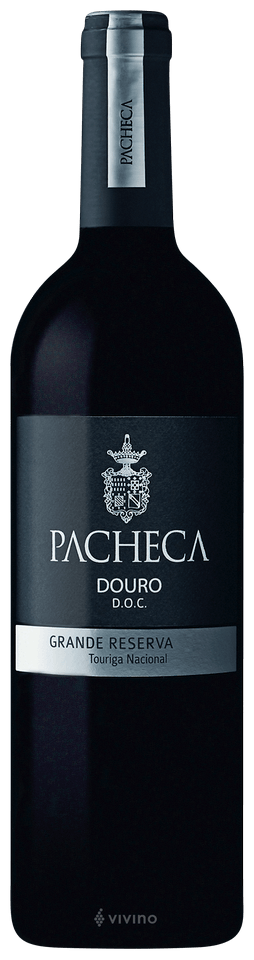 PACHECA
PACHECA
DOURO
D.O.C.
GRANDE RESERVA
Touriga Nacional
vivino